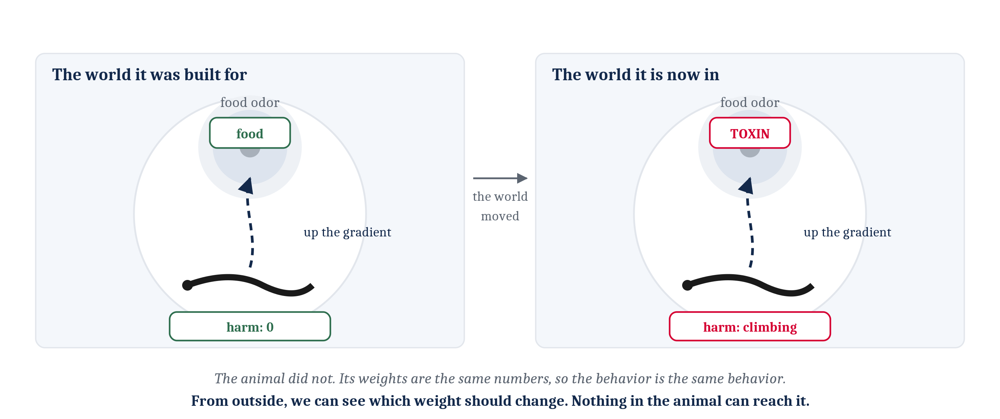 The world it was built for
food odor
food
up the gradient
harm: 0
the world
moved
The world it is now in
food odor
TOXIN
up the gradient
harm: climbing
The animal did not. Its weights are the same numbers, so the behavior is the same behavior.
From outside, we can see which weight should change. Nothing in the animal can reach it.